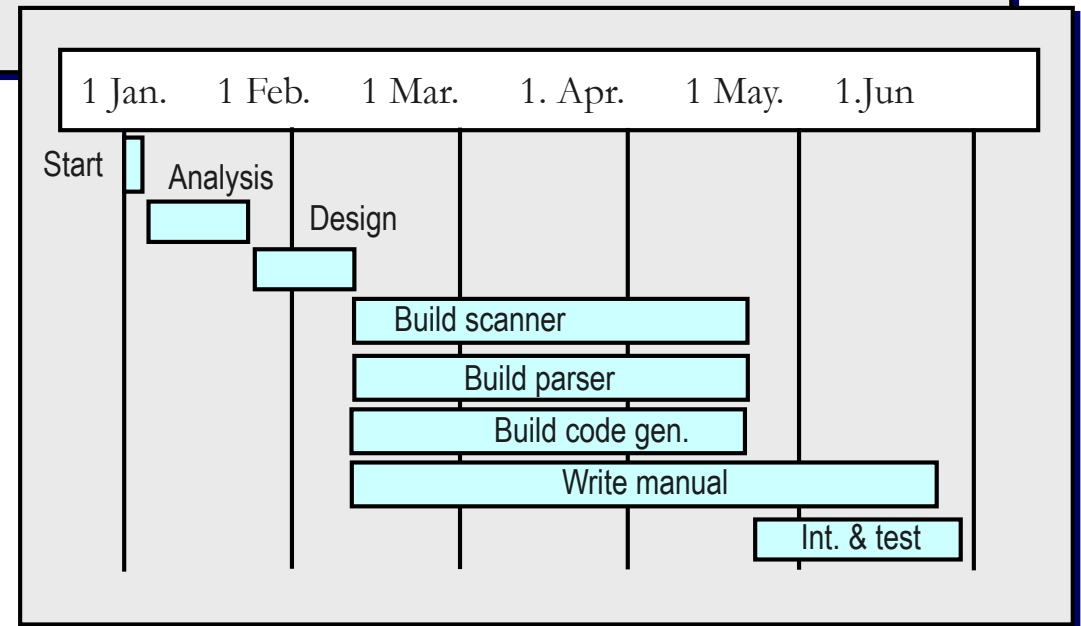 1 Jan. 1 Feb. 1 Mar. 1. Apr. 1 May. 1.Jun
Start
Analysis
Design
Build scanner
Build parser
Build code gen.
Write manual
Int. & test